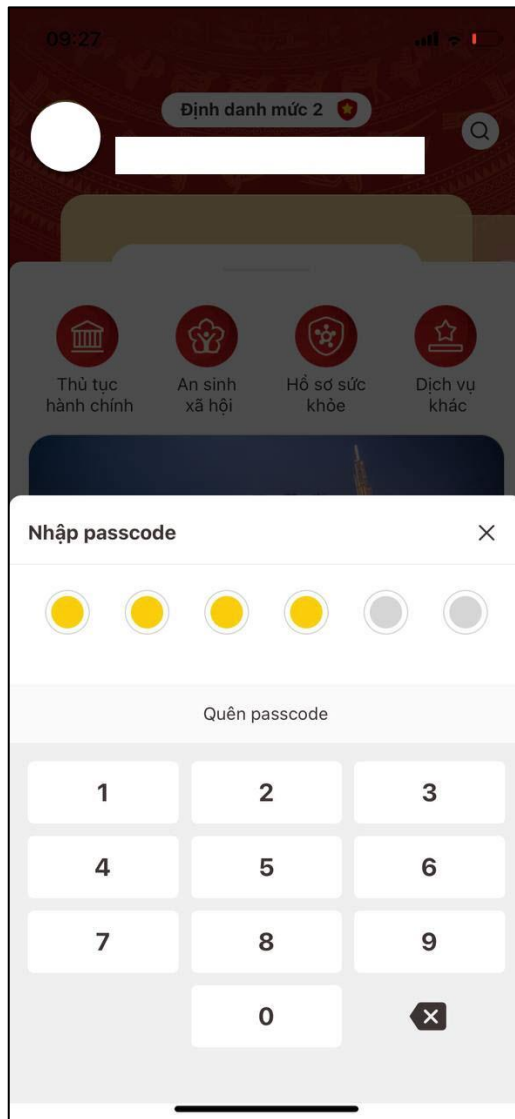 09:27
Định danh mức 2
Thủ tục
hành chính
An sinh
xã hội
Hồ sơ sức
khỏe
Dịch vụ
khác
Nhập passcode
Quên passcode
1 2 3
4 5 6
7 8 9
0